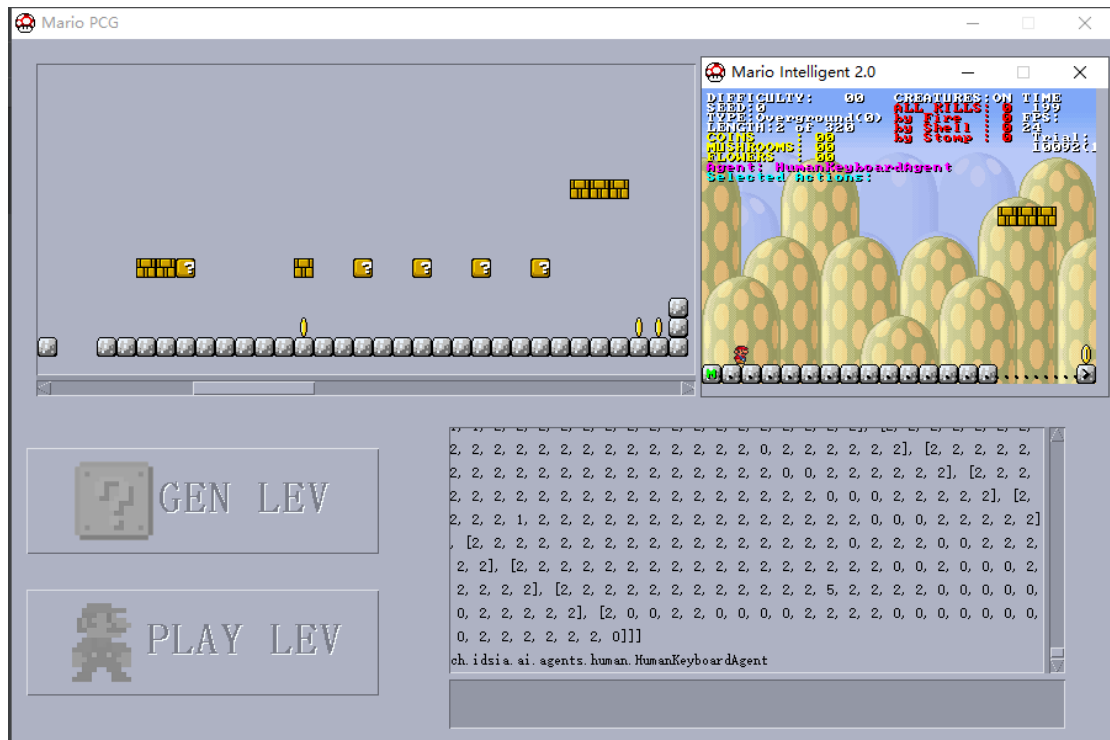 Mario PCG
Mario Intelligent 2.0
DIFFICULTY: 00 CREATURES:ON TIME
SEED:0 ALL KILLS: 0 199
TYPE:Overground(0) by Fire : 0 FPS:
LENGTH:2 OF 320 by Shell : 0 24
COINS : 00 by Stomp : 0 Trial:
MUSHROOMS: 00
FLOWERS : 00
Agent: HumanKeyboardAgent
Selected Actions:
2, 2, 2, 2, 2, 2, 2, 2, 2, 2, 2, 2, 2, 2, 0, 2, 2, 2, 2, 2, 2], [2, 2, 2, 2, 2,
2, 2, 2, 2, 2, 2, 2, 2, 2, 2, 2, 2, 2, 2, 2, 0, 0, 2, 2, 2, 2, 2, 2], [2, 2, 2,
2, 2, 2, 2, 2, 2, 2, 2, 2, 2, 2, 2, 2, 2, 2, 2, 2, 2, 0, 0, 0, 2, 2, 2, 2, 2], [2,
2, 2, 2, 1, 2, 2, 2, 2, 2, 2, 2, 2, 2, 2, 2, 2, 2, 2, 2, 0, 0, 0, 2, 2, 2, 2, 2]
, [2, 2, 2, 2, 2, 2, 2, 2, 2, 2, 2, 2, 2, 2, 2, 2, 2, 0, 2, 2, 2, 0, 0, 2, 2, 2,
2, 2], [2, 2, 2, 2, 2, 2, 2, 2, 2, 2, 2, 2, 2, 2, 2, 2, 0, 0, 2, 0, 0, 0, 2,
2, 2, 2, 2], [2, 2, 2, 2, 2, 2, 2, 2, 2, 2, 2, 2, 5, 2, 2, 2, 2, 0, 0, 0, 0, 0,
0, 2, 2, 2, 2, 2], [2, 0, 0, 2, 2, 0, 0, 0, 0, 2, 2, 2, 2, 0, 0, 0, 0, 0, 0, 0,
0, 2, 2, 2, 2, 2, 2, 0]]]
ch.idsia.ai.agents.human.HumanKeyboardAgent
GEN LEV
PLAY LEV